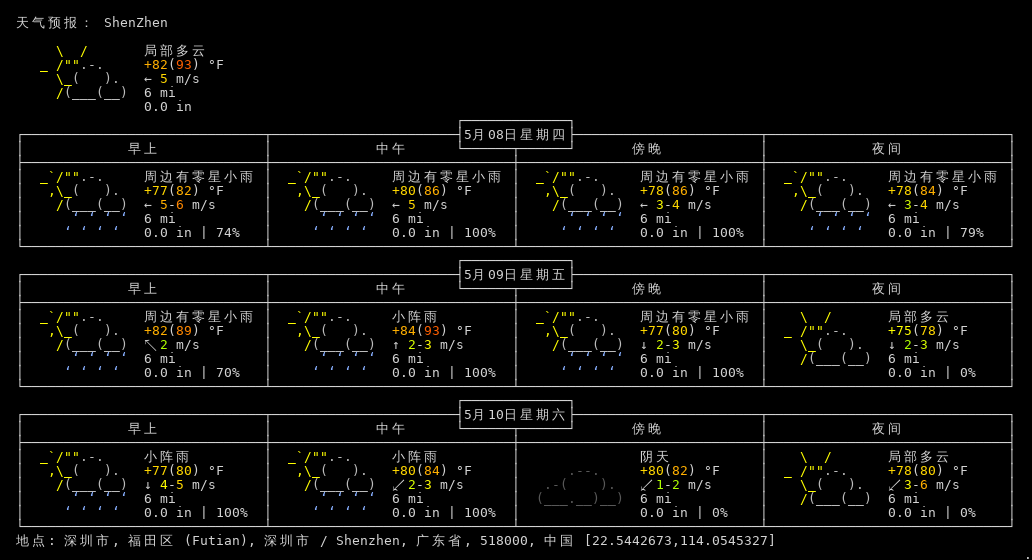 天气预报： ShenZhen
局部多云
+82(93) °F
← 5 m/s
6 mi
0.0 in
5月08日星期四
早上 中午 傍晚 夜间
周边有零星小雨 周边有零星小雨 周边有零星小雨 周边有零星小雨
+77(82) °F +80(86) °F +78(86) °F +78(84) °F
← 5-6 m/s ← 5 m/s ← 3-4 m/s ← 3-4 m/s
6 mi 6 mi 6 mi 6 mi
0.0 in | 74% 0.0 in | 100% 0.0 in | 100% 0.0 in | 79%
5月09日星期五
早上 中午 傍晚 夜间
周边有零星小雨 小阵雨 周边有零星小雨 局部多云
+82(89) °F +84(93) °F +77(80) °F +75(78) °F
↖ 2 m/s ↑ 2-3 m/s ↓ 2-3 m/s ↓ 2-3 m/s
6 mi 6 mi 6 mi 6 mi
0.0 in | 70% 0.0 in | 100% 0.0 in | 100% 0.0 in | 0%
5月10日星期六
早上 中午 傍晚 夜间
小阵雨 小阵雨 阴天 局部多云
+77(80) °F +80(84) °F +80(82) °F +78(80) °F
↓ 4-5 m/s ↙ 2-3 m/s ↙ 1-2 m/s ↙ 3-6 m/s
6 mi 6 mi 6 mi 6 mi
0.0 in | 100% 0.0 in | 100% 0.0 in | 0% 0.0 in | 0%
地点: 深圳市, 福田区 (Futian), 深圳市 / Shenzhen, 广东省, 518000, 中国 [22.5442673,114.0545327]